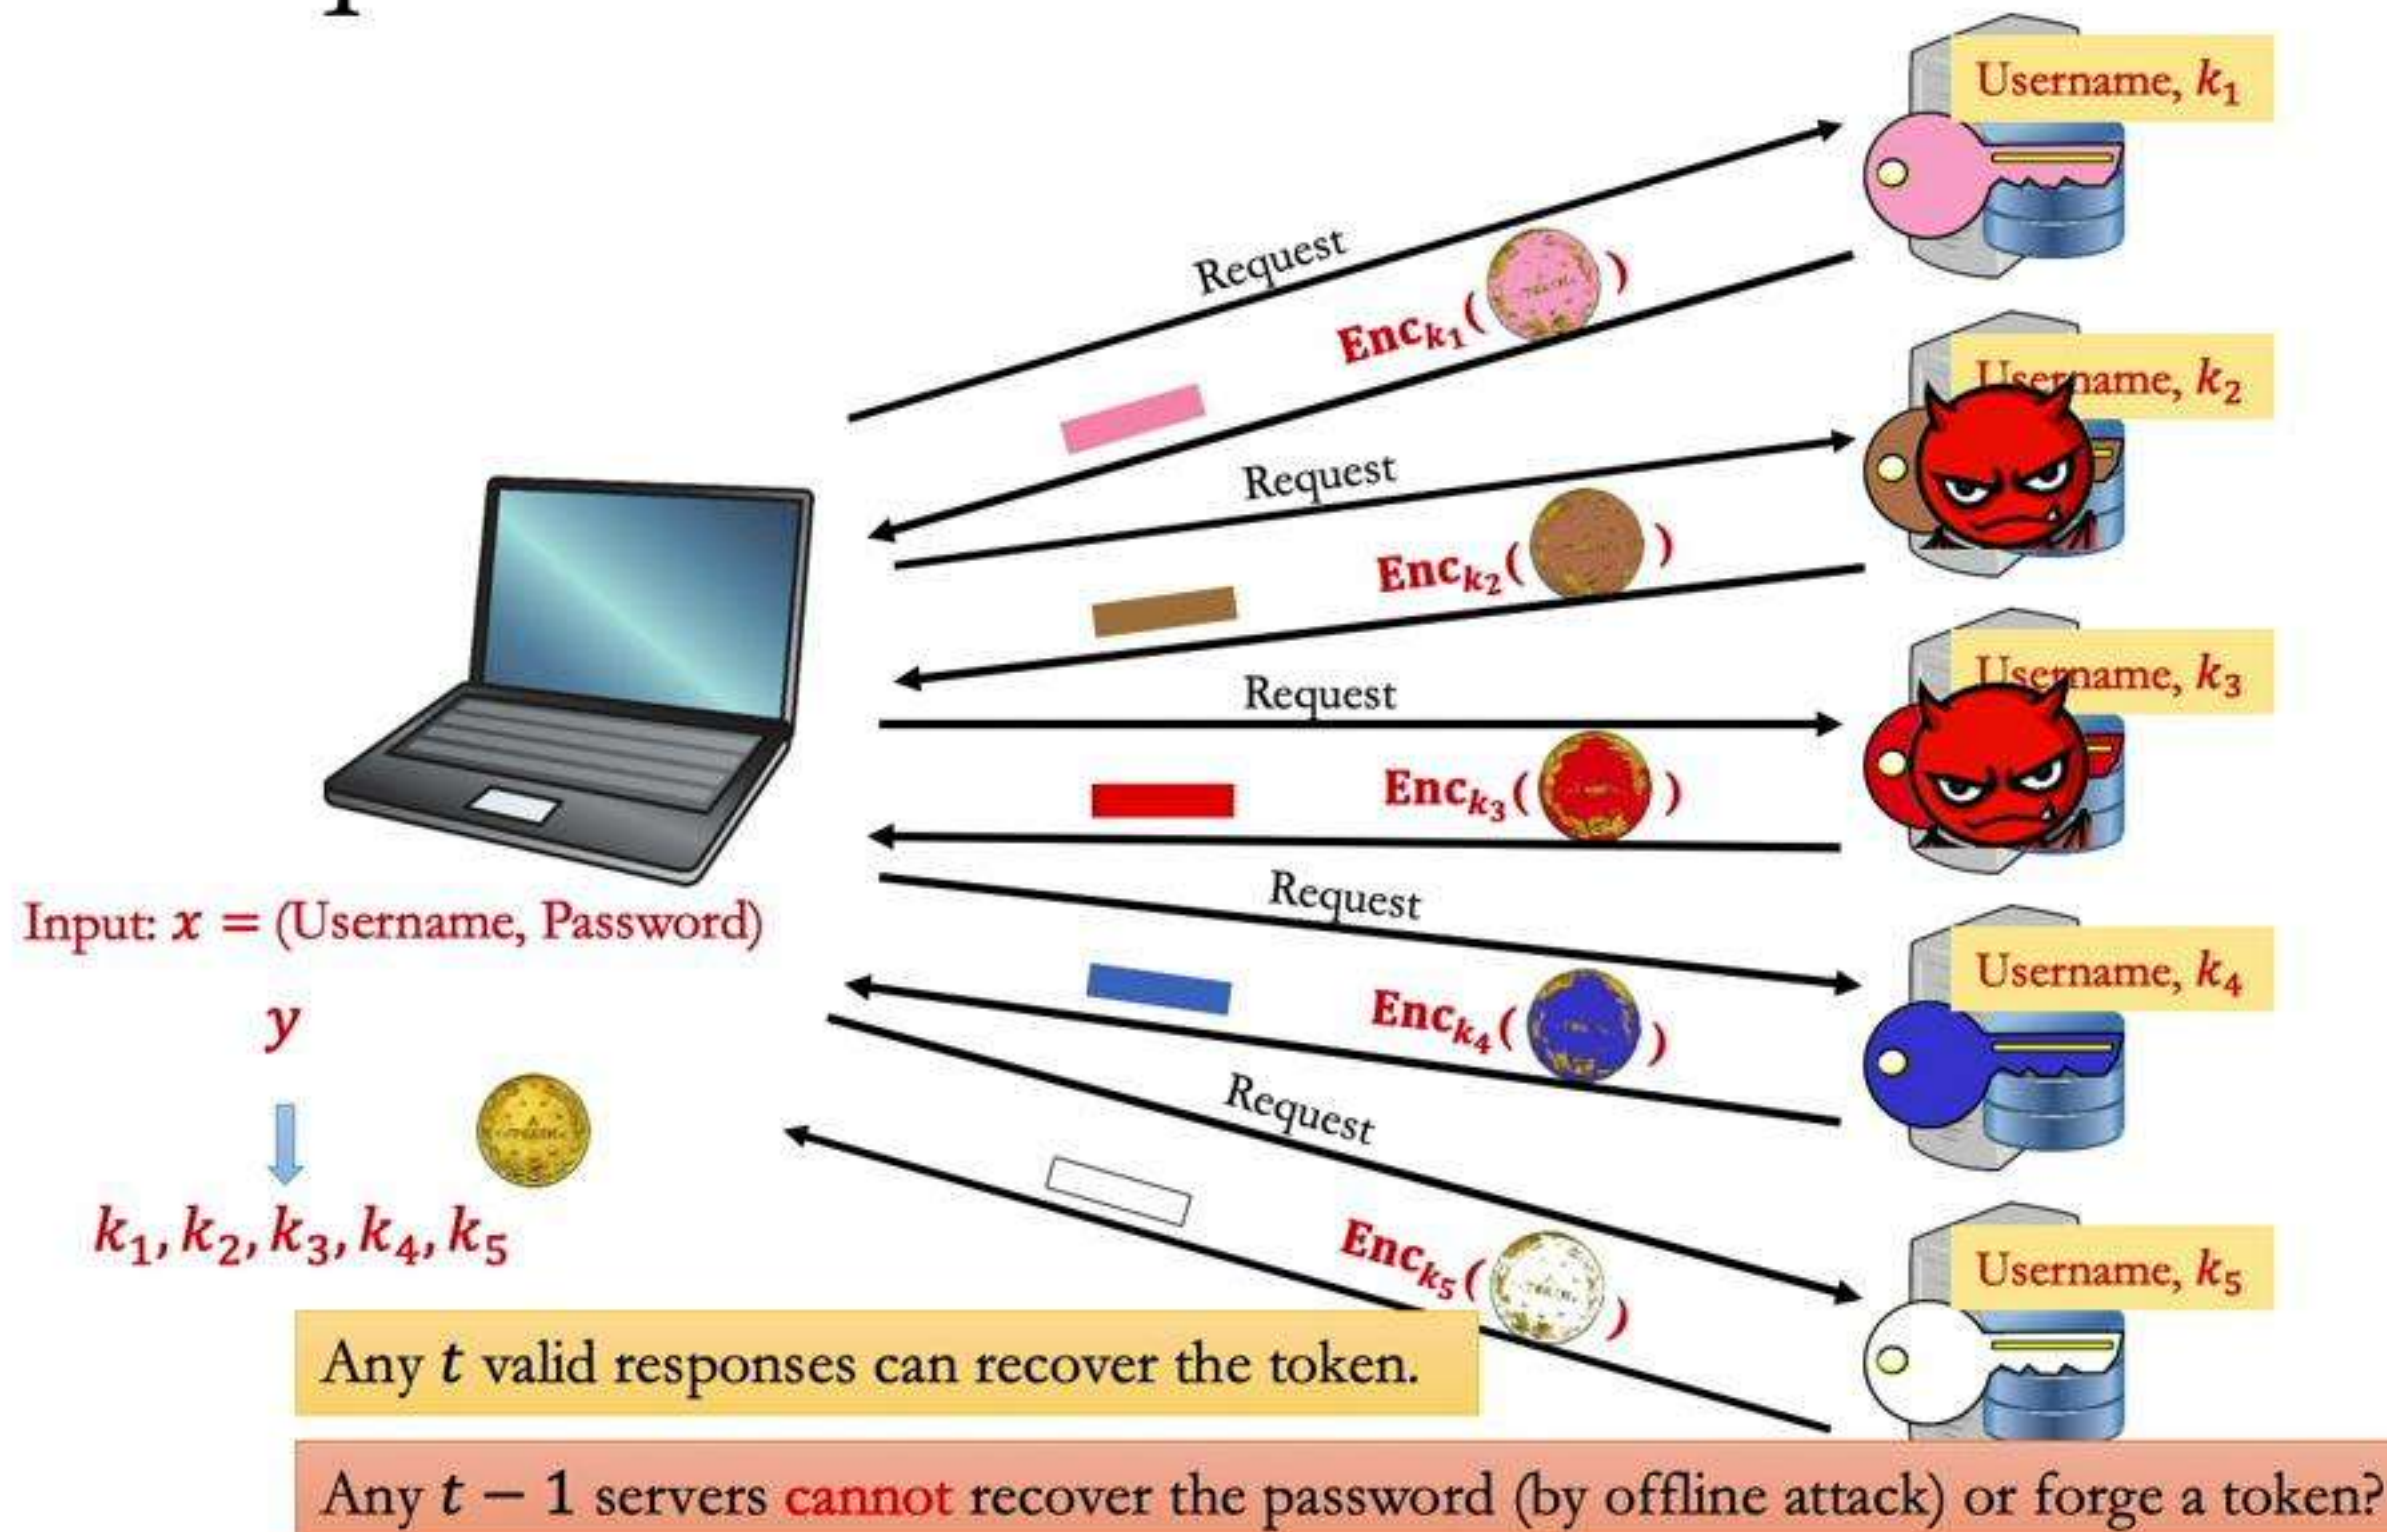 Username, k₁
Request
Enc_k₁( )
Username, k₂
Request
Enc_k₂( )
Username, k₃
Request
Enc_k₃( )
Request
Input: x = (Username, Password)
Username, k₄
y
Enc_k₄( )
Request
k₁, k₂, k₃, k₄, k₅
Enc_k₅( )
Username, k₅
Any t valid responses can recover the token.
Any t − 1 servers cannot recover the password (by offline attack) or forge a token?